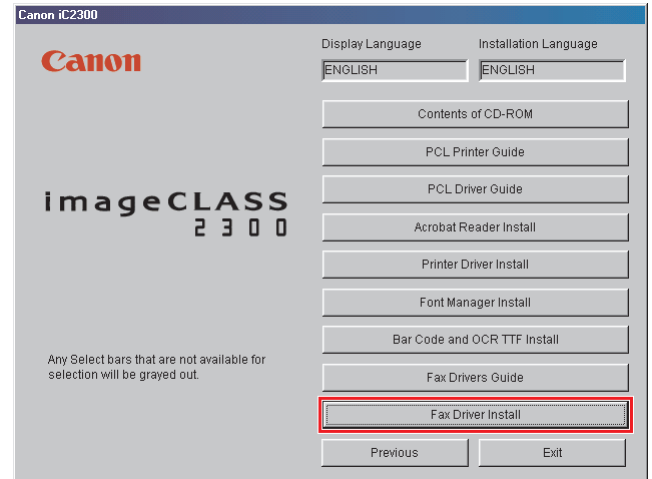 Canon iC2300
Display Language
Installation Language
ENGLISH
ENGLISH
Canon
imageCLASS
2300
Contents of CD-ROM
PCL Printer Guide
PCL Driver Guide
Acrobat Reader Install
Printer Driver Install
Font Manager Install
Bar Code and OCR TTF Install
Fax Drivers Guide
Fax Driver Install
Any Select bars that are not available for
selection will be grayed out.
Previous
Exit